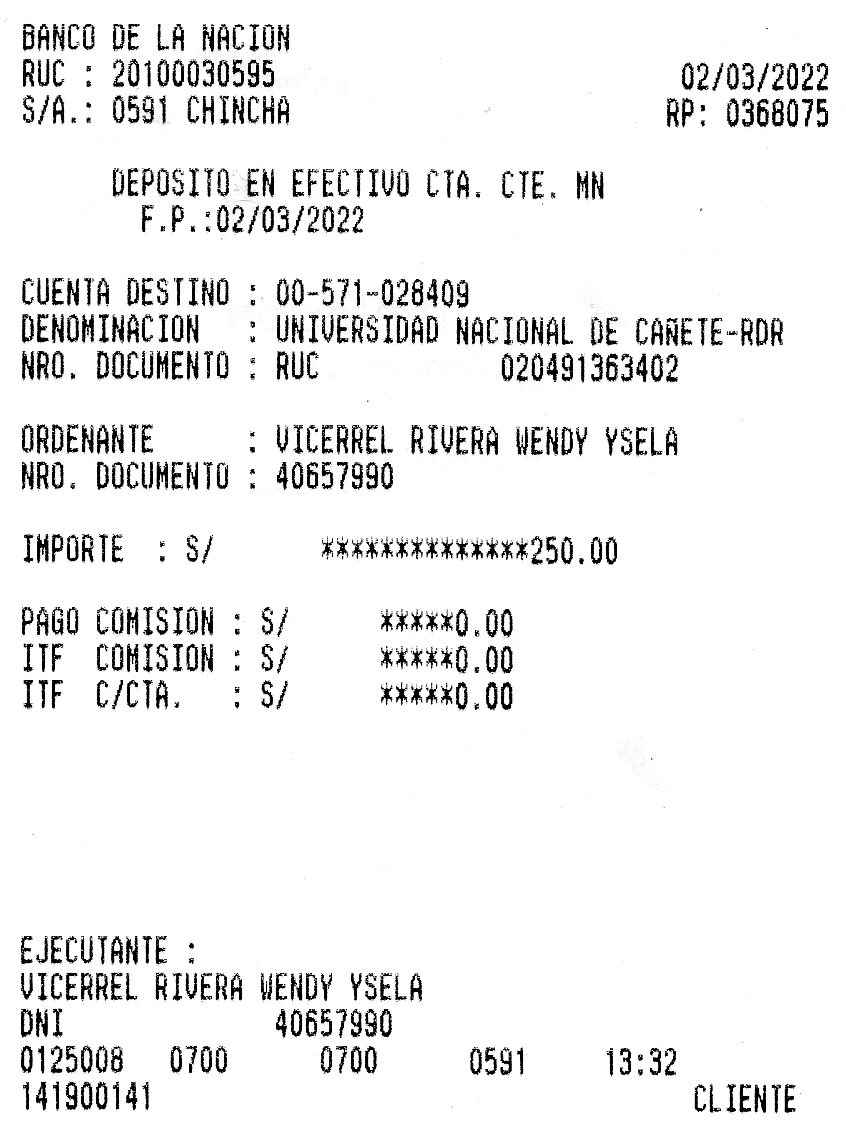 BANCO DE LA NACION
RUC : 20100030595 02/03/2022
S/A.: 0591 CHINCHA RP: 0368075
DEPOSITO EN EFECTIVO CTA. CTE. MN
F.P.:02/03/2022
CUENTA DESTINO : 00-571-028409
DENOMINACION : UNIVERSIDAD NACIONAL DE CAÑETE-RDR
NRO. DOCUMENTO : RUC 020491363402
ORDENANTE : VICERREL RIVERA WENDY YSELA
NRO. DOCUMENTO : 40657990
IMPORTE : S/ **************250.00
PAGO COMISION : S/ *****0.00
ITF COMISION : S/ *****0.00
ITF C/CTA. : S/ *****0.00
EJECUTANTE :
VICERREL RIVERA WENDY YSELA
DNI 40657990
0125008 0700 0700 0591 13:32
141900141 CLIENTE